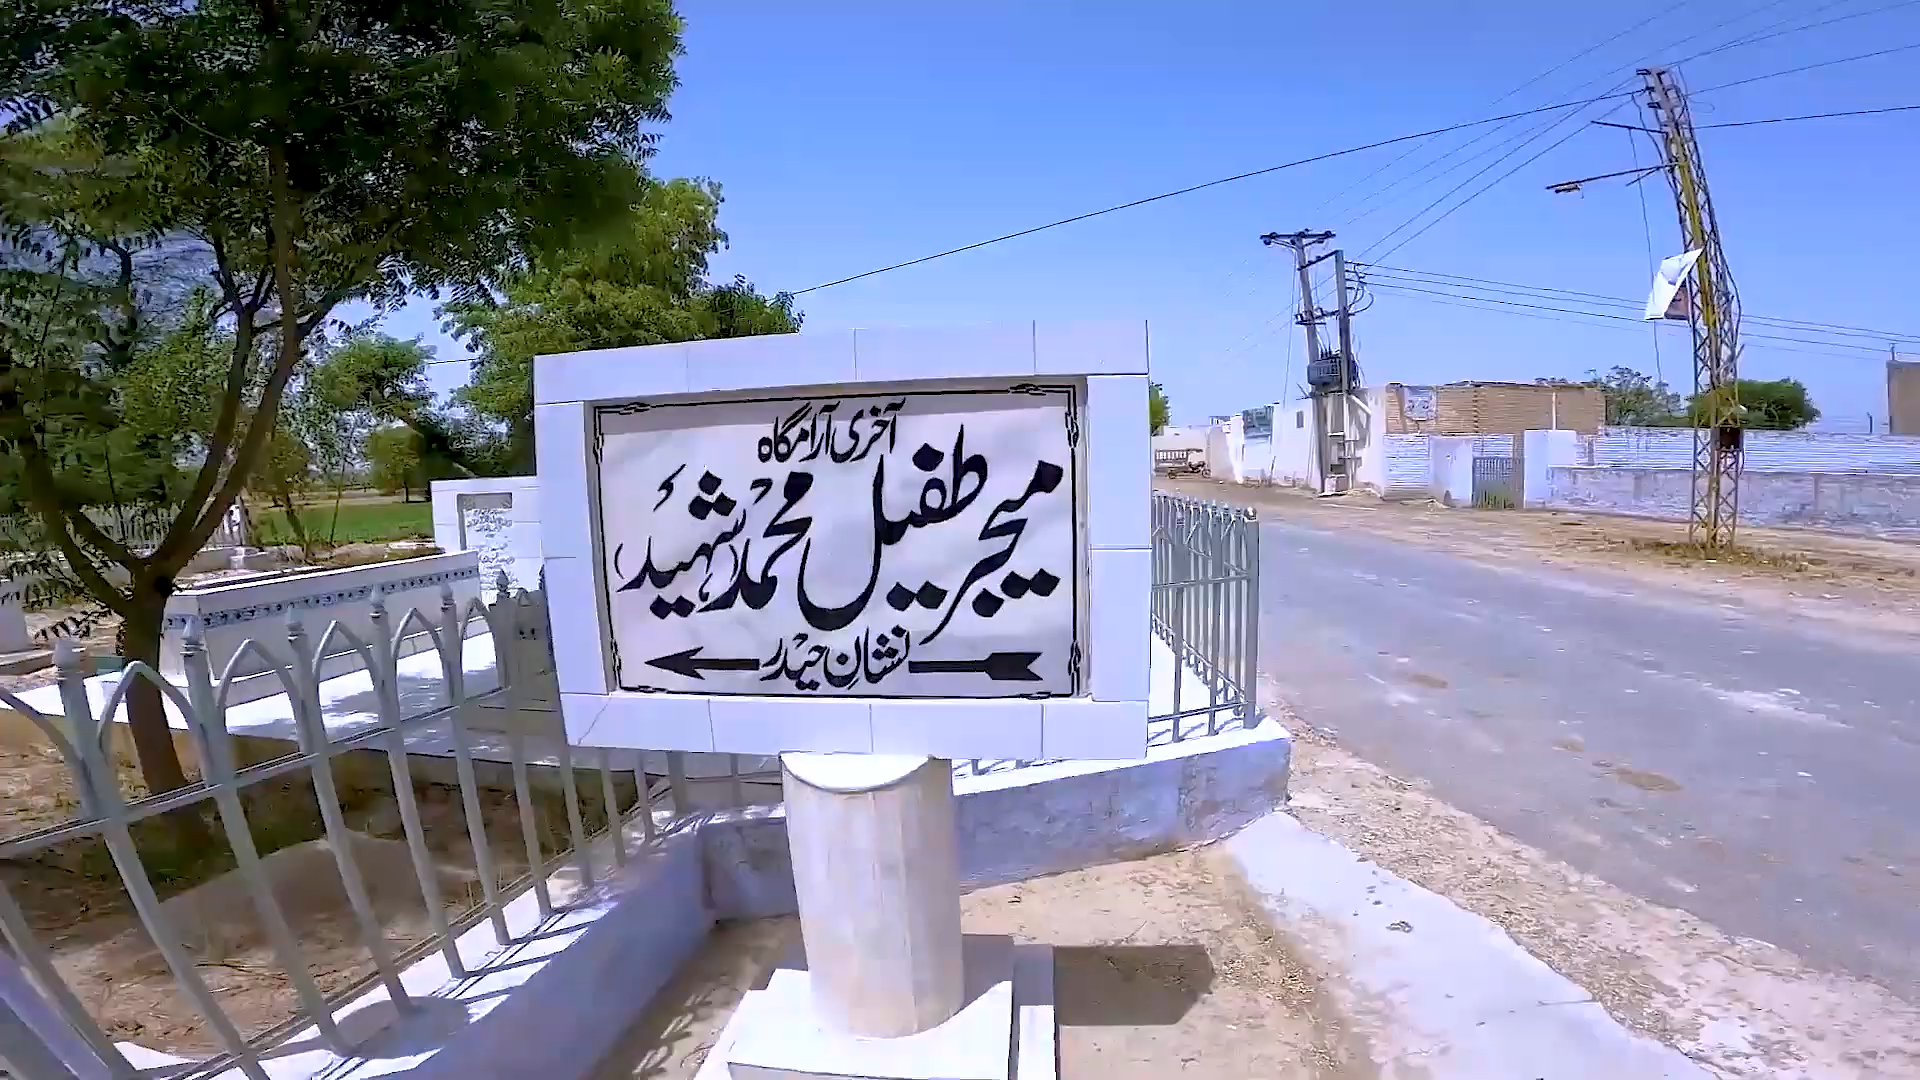 آخری آرامگاہ
میجر طفیل محمد (شہید)
نشانِ حیدر